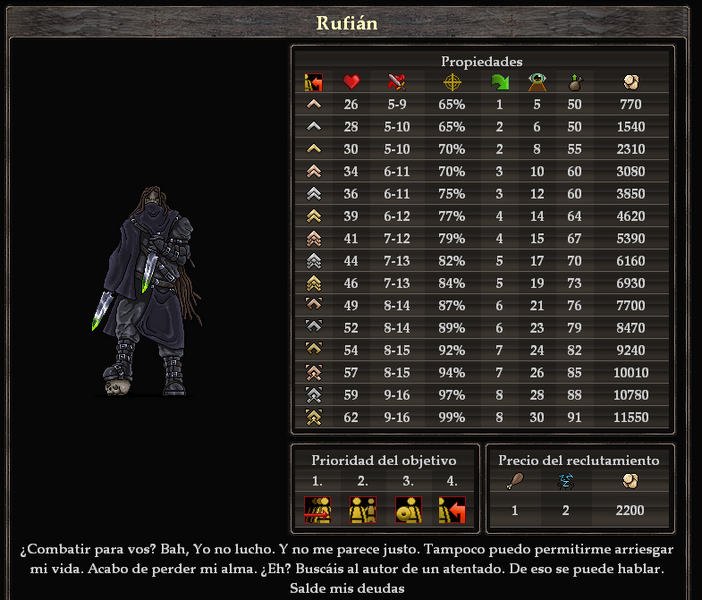 Rufián
Propiedades
26 5-9 65% 1 5 50 770
28 5-10 65% 2 6 50 1540
30 5-10 70% 2 8 55 2310
34 6-11 70% 3 10 60 3080
36 6-11 75% 3 12 60 3850
39 6-12 77% 4 14 64 4620
41 7-12 79% 4 15 67 5390
44 7-13 82% 5 17 70 6160
46 7-13 84% 5 19 73 6930
49 8-14 87% 6 21 76 7700
52 8-14 89% 6 23 79 8470
54 8-15 92% 7 24 82 9240
57 8-15 94% 7 26 85 10010
59 9-16 97% 8 28 88 10780
62 9-16 99% 8 30 91 11550
Prioridad del objetivo
1. 2. 3. 4.
Precio del reclutamiento
1 2 2200
¿Combatir para vos? Bah, Yo no lucho. Y no me parece justo. Tampoco puedo permitirme arriesgar
mi vida. Acabo de perder mi alma. ¿Eh? Buscáis al autor de un atentado. De eso se puede hablar.
Salde mis deudas